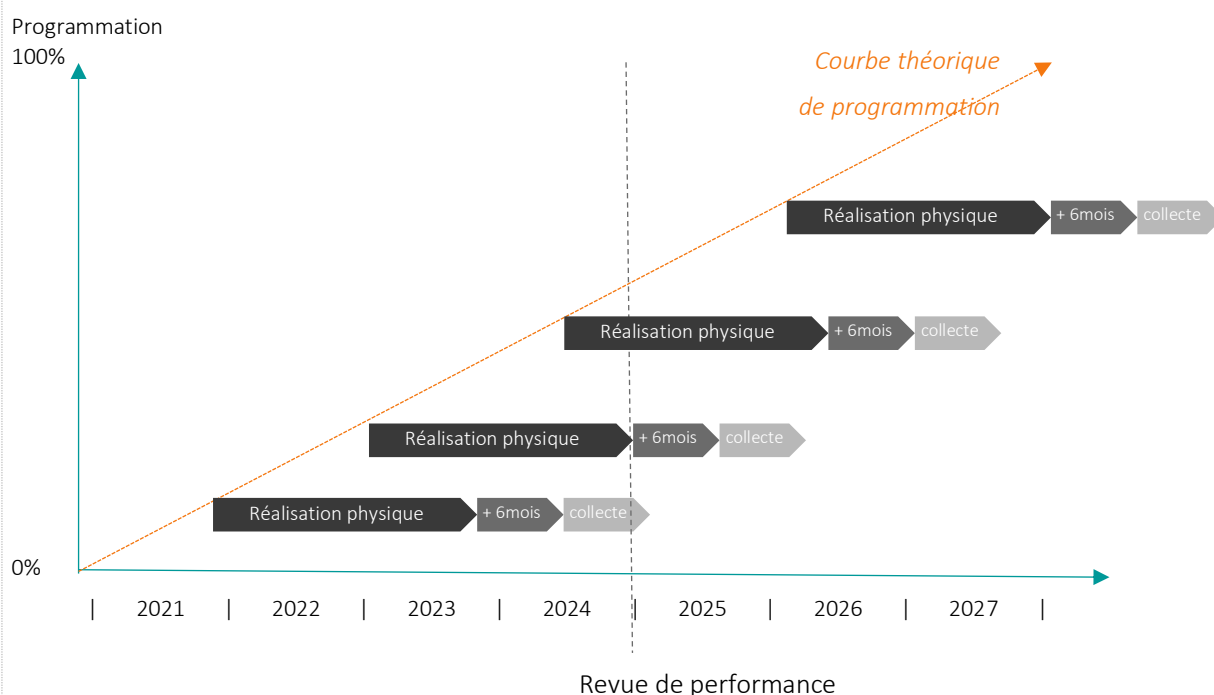 Programmation
100%
Courbe théorique
de programmation
Réalisation physique + 6mois collecte
Réalisation physique + 6mois collecte
Réalisation physique + 6mois collecte
Réalisation physique + 6mois collecte
0%
| 2021 | 2022 | 2023 | 2024 | 2025 | 2026 | 2027 |
Revue de performance